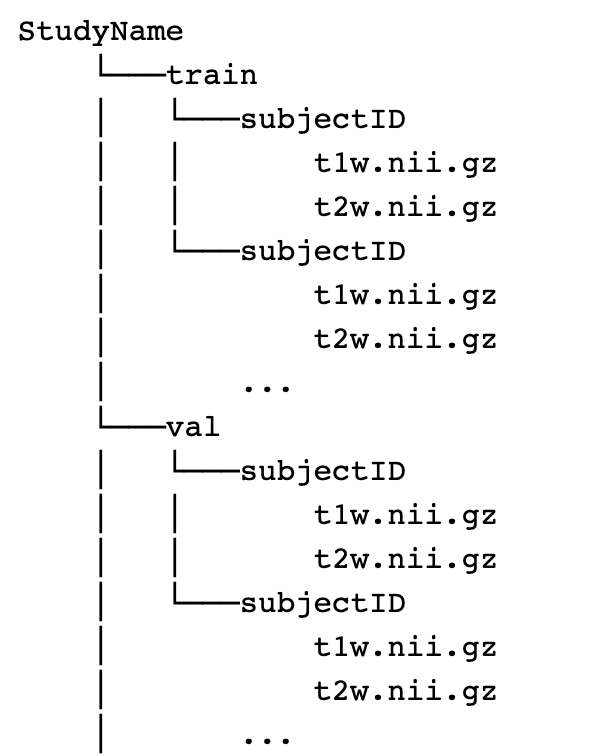 StudyName
└───train
│   └───subjectID
│   │       t1w.nii.gz
│   │       t2w.nii.gz
│   └───subjectID
│           t1w.nii.gz
│           t2w.nii.gz
│       ...
└───val
│   └───subjectID
│   │       t1w.nii.gz
│   │       t2w.nii.gz
│   └───subjectID
│           t1w.nii.gz
│           t2w.nii.gz
│       ...